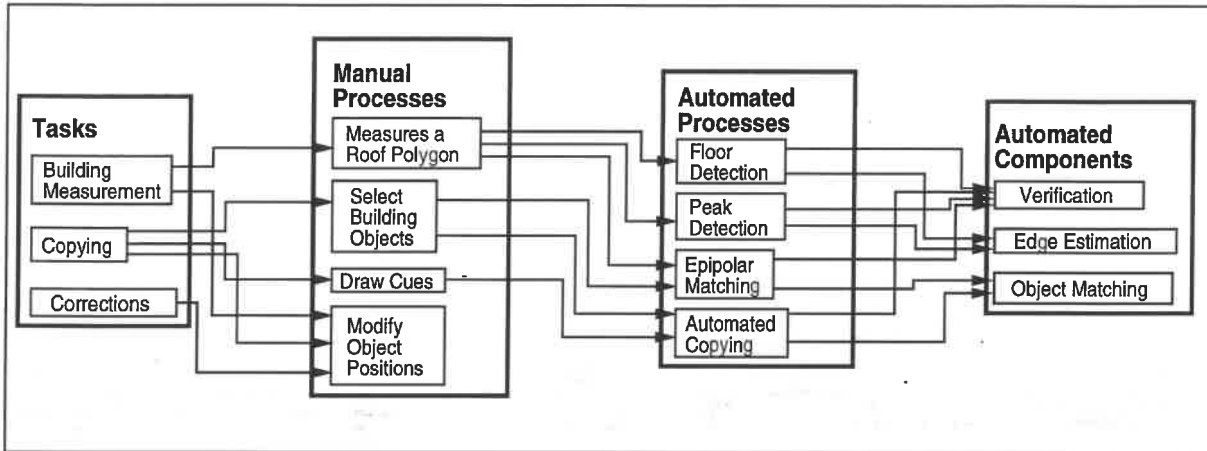 Tasks
Building
Measurement
Copying
Corrections
Manual
Processes
Measures a
Roof Polygon
Select
Building
Objects
Draw Cues
Modify
Object
Positions
Automated
Processes
Floor
Detection
Peak
Detection
Epipolar
Matching
Automated
Copying
Automated
Components
Verification
Edge Estimation
Object Matching